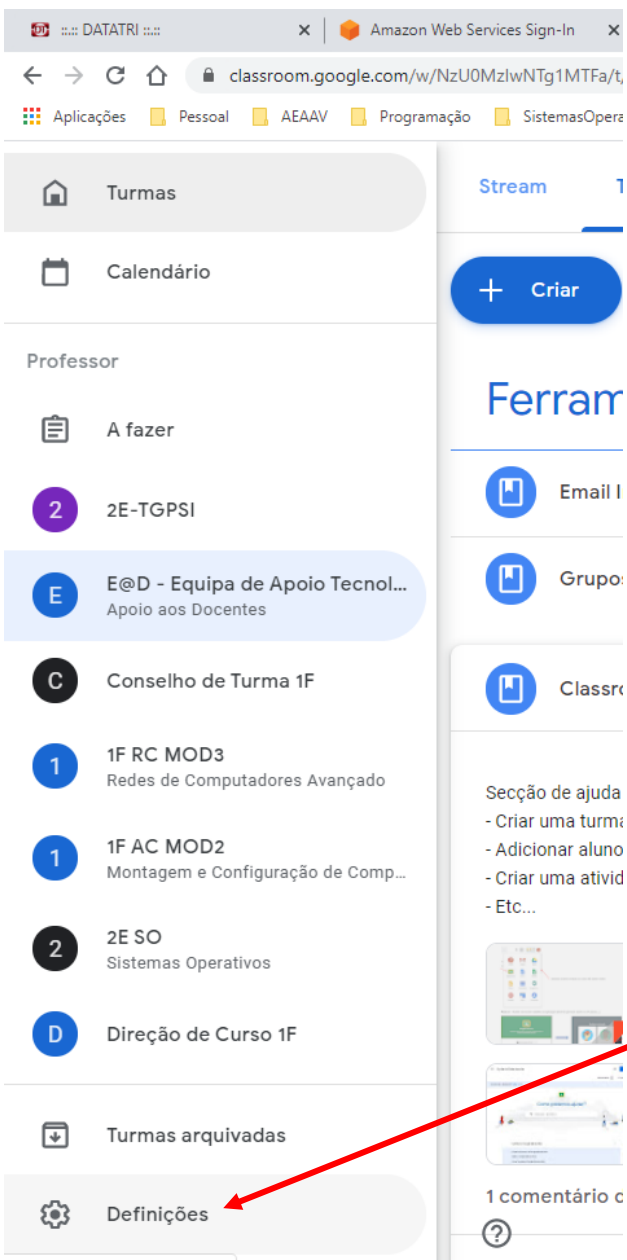 ::.:: DATATRI ::.::
Amazon Web Services Sign-In
classroom.google.com/w/NzU0MzIwNTg1MTFa/t/
Aplicações
Pessoal
AEAAV
Programação
SistemasOpera
Turmas
Calendário
Professor
A fazer
2
2E-TGPSI
E
E@D - Equipa de Apoio Tecnol...
Apoio aos Docentes
C
Conselho de Turma 1F
1
1F RC MOD3
Redes de Computadores Avançado
1
1F AC MOD2
Montagem e Configuração de Comp...
2
2E SO
Sistemas Operativos
D
Direção de Curso 1F
Turmas arquivadas
Definições
Stream
T
+ Criar
Ferram
Email I
Grupos
Classro
Secção de ajuda
- Criar uma turma
- Adicionar aluno
- Criar uma ativid
- Etc...
1 comentário d